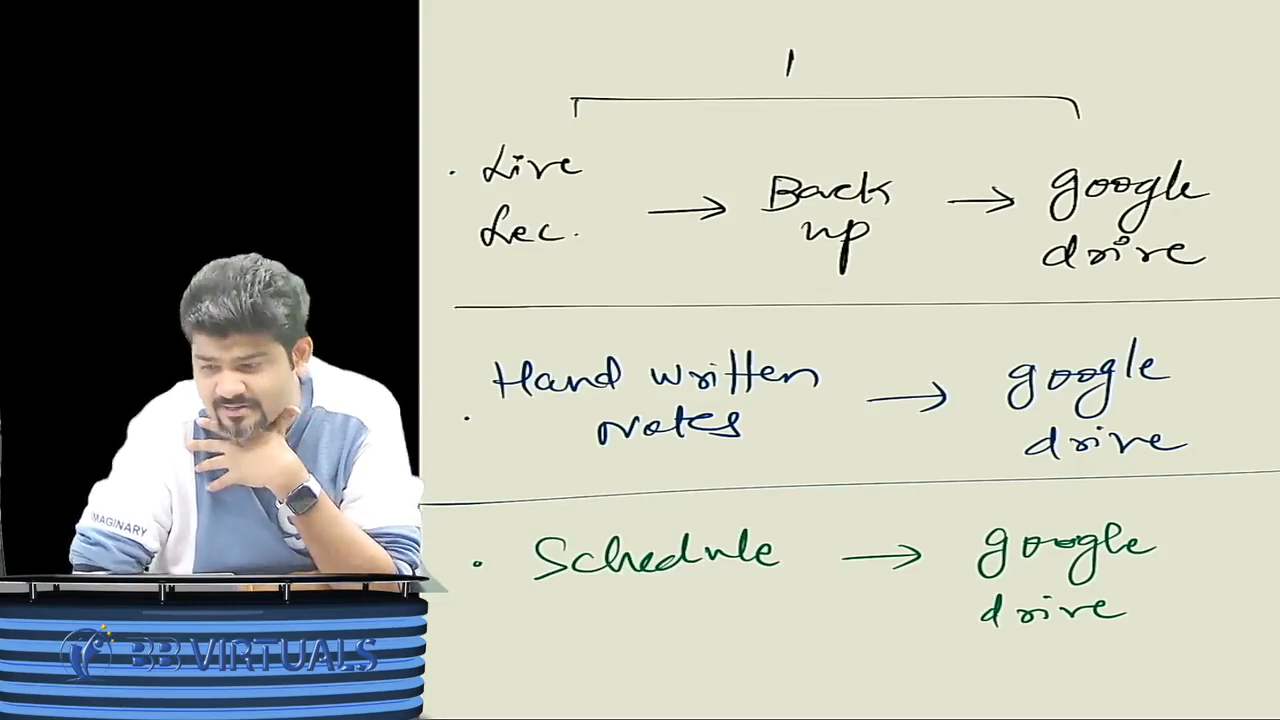 1
· Live
Lec. → Back up → google drive
Hand written
· Notes → google drive
· Schedule → google
drive
IMAGINARY
BB VIRTUALS